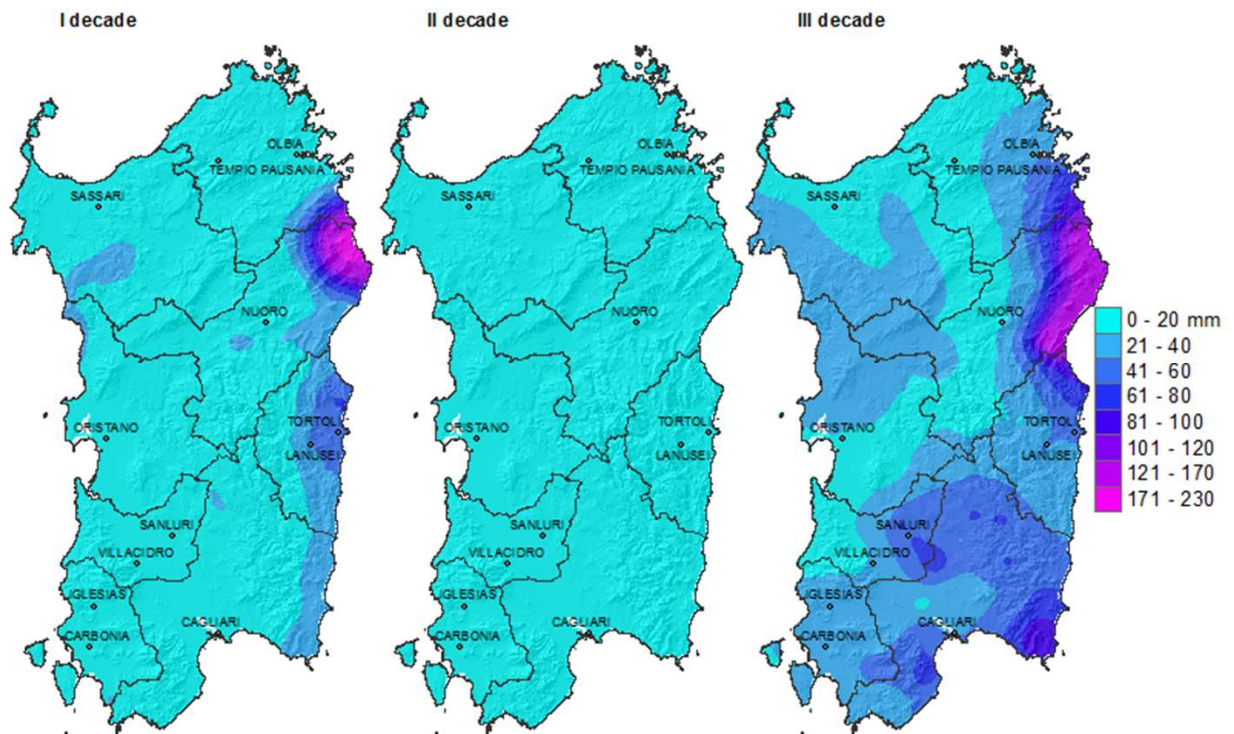 I decade
II decade
III decade
OLBIA
TEMPIO PAUSANIA
SASSARI
NUORO
ORISTANO
TORTOLI
LANUSEI
SANLURI
VILLACIDRO
IGLESIAS
CARBONIA
CAGLIARI
OLBIA
TEMPIO PAUSANIA
SASSARI
NUORO
ORISTANO
TORTOLI
LANUSEI
SANLURI
VILLACIDRO
IGLESIAS
CARBONIA
CAGLIARI
OLBIA
TEMPIO PAUSANIA
SASSARI
NUORO
ORISTANO
TORTOLI
LANUSEI
SANLURI
VILLACIDRO
IGLESIAS
CARBONIA
CAGLIARI
0 - 20 mm
21 - 40
41 - 60
61 - 80
81 - 100
101 - 120
121 - 170
171 - 230